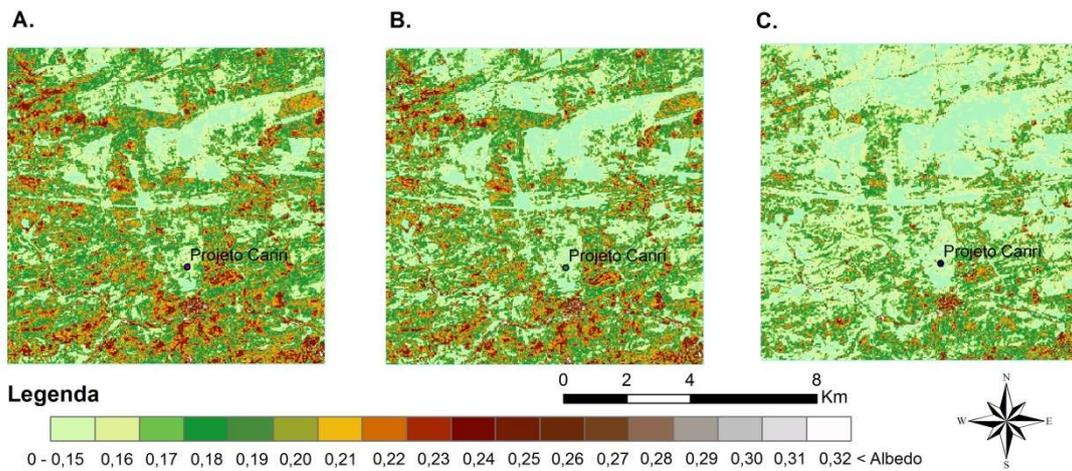 A. B. C.
Projeto Cariri Projeto Cariri Projeto Cariri
Legenda
0 2 4 8
Km
0 - 0,15 0,16 0,17 0,18 0,19 0,20 0,21 0,22 0,23 0,24 0,25 0,26 0,27 0,28 0,29 0,30 0,31 0,32 < Albedo
N
W E
S